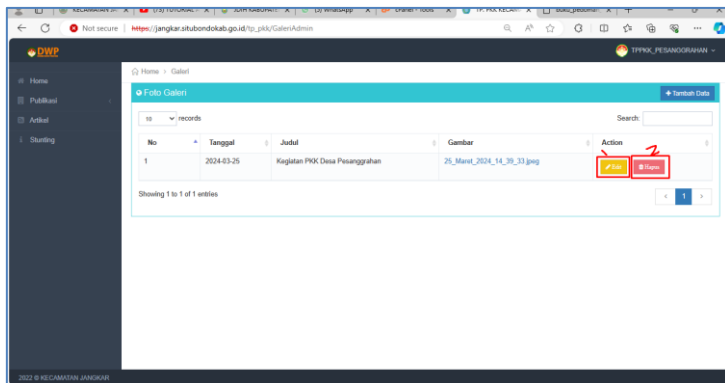 Not secure
https://jangkar.situbondokab.go.id/tp_pkk/GaleriAdmin
DWP
TPPKK_PESANGGRAHAN
Home
Publikasi
Artikel
Stunting
Home > Galeri
Foto Galeri
Tambah Data
10 records
Search:
No Tanggal Judul Gambar Action
1 2024-03-25 Kegiatan PKK Desa Pesanggrahan 25_Maret_2024_14_39_33.jpeg Edit Hapus
1
2
Showing 1 to 1 of 1 entries
< 1 >
2022 © KECAMATAN JANGKAR